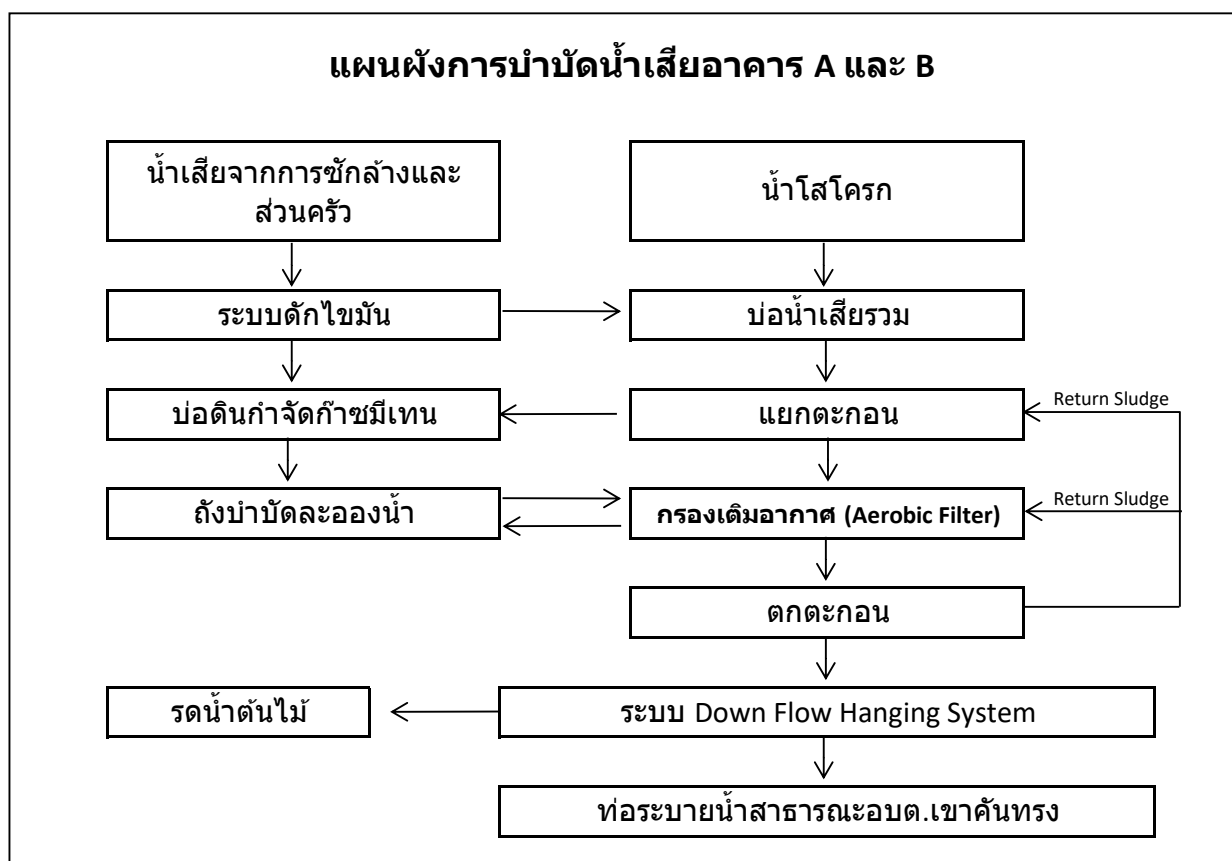 แผนผังการบำบัดน้ำเสียอาคาร A และ B
น้ำเสียจากการซักล้างและ
ส่วนครัว
น้ำโสโครก
ระบบดักไขมัน
บ่อน้ำเสียรวม
บ่อดินกำจัดก๊าซมีเทน
แยกตะกอน
Return Sludge
ถังบำบัดละอองน้ำ
กรองเติมอากาศ (Aerobic Filter)
Return Sludge
ตกตะกอน
รดน้ำต้นไม้
ระบบ Down Flow Hanging System
ท่อระบายน้ำสาธารณะอบต.เขาคันทรง